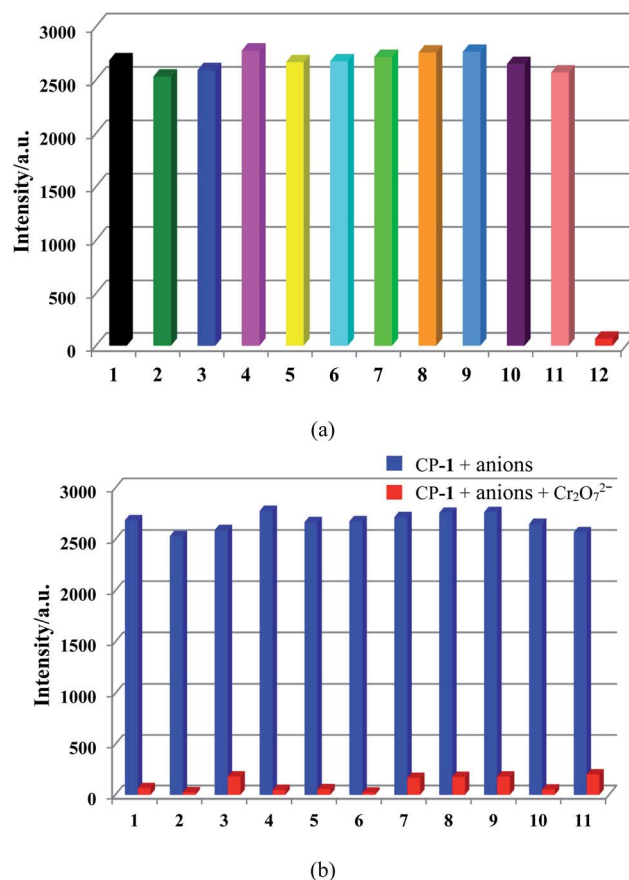 3000
2500
2000
1500
1000
500
0
Intensity/a.u.
1 2 3 4 5 6 7 8 9 10 11 12
(a)
CP-1 + anions
CP-1 + anions + Cr₂O₇²⁻
3000
2500
2000
1500
1000
500
0
Intensity/a.u.
1 2 3 4 5 6 7 8 9 10 11
(b)